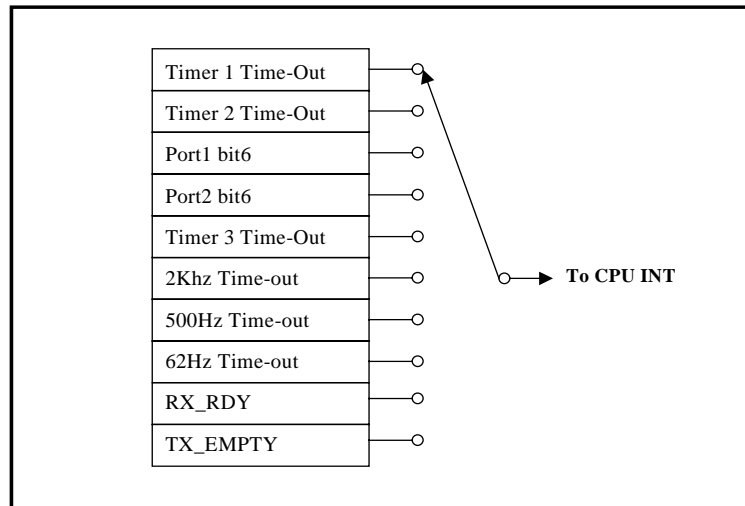 Timer 1 Time-Out
Timer 2 Time-Out
Port1 bit6
Port2 bit6
Timer 3 Time-Out
2Khz Time-out
500Hz Time-out
62Hz Time-out
RX_RDY
TX_EMPTY
To CPU INT